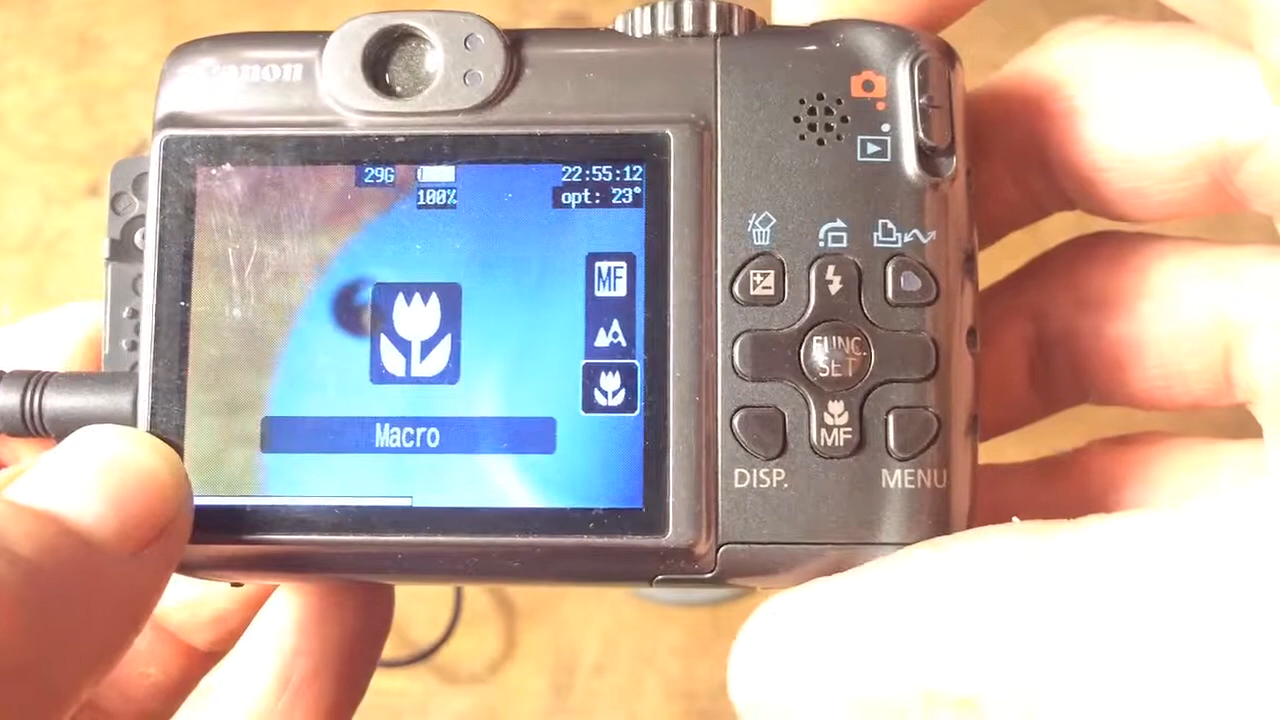 Canon
29G
22:55:12
100%
opt: 23°
MF
Macro
FUNC.
SET
MF
DISP.
MENU